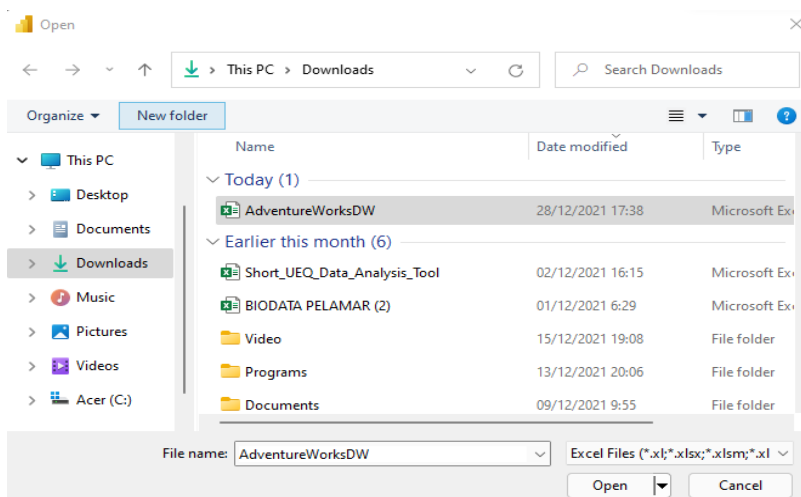 Open
This PC > Downloads
Search Downloads
Organize
New folder
?
Name Date modified Type
This PC
Desktop
Documents
Downloads
Music
Pictures
Videos
Acer (C:)
Today (1)
AdventureWorksDW 28/12/2021 17:38 Microsoft Ex
Earlier this month (6)
Short_UEQ_Data_Analysis_Tool 02/12/2021 16:15 Microsoft Ex
BIODATA PELAMAR (2) 01/12/2021 6:29 Microsoft Ex
Video 15/12/2021 19:08 File folder
Programs 13/12/2021 20:06 File folder
Documents 09/12/2021 9:55 File folder
File name: AdventureWorksDW Excel Files (*.xl;*.xlsx;*.xlsm;*.xl
Open Cancel